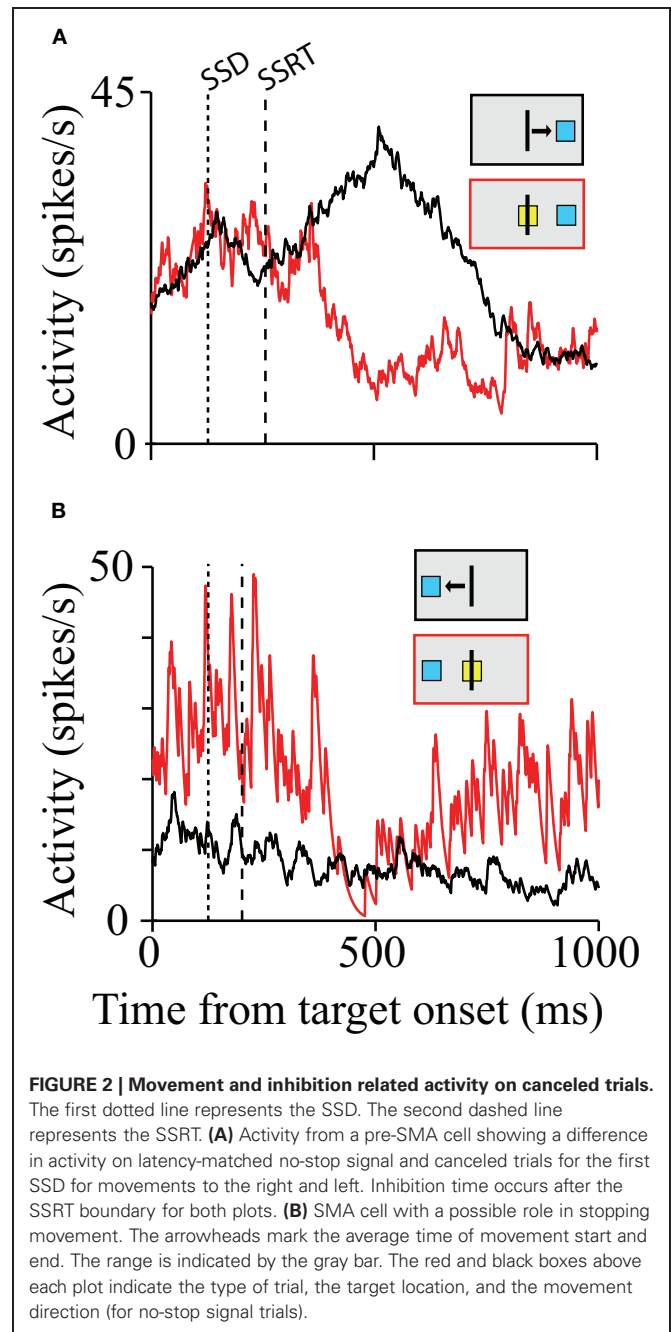 A
SSD
SSRT
45
Activity (spikes/s)
0
B
50
Activity (spikes/s)
0
0 500 1000
Time from target onset (ms)
FIGURE 2 | Movement and inhibition related activity on canceled trials.
The first dotted line represents the SSD. The second dashed line
represents the SSRT. (A) Activity from a pre-SMA cell showing a difference
in activity on latency-matched no-stop signal and canceled trials for the first
SSD for movements to the right and left. Inhibition time occurs after the
SSRT boundary for both plots. (B) SMA cell with a possible role in stopping
movement. The arrowheads mark the average time of movement start and
end. The range is indicated by the gray bar. The red and black boxes above
each plot indicate the type of trial, the target location, and the movement
direction (for no-stop signal trials).